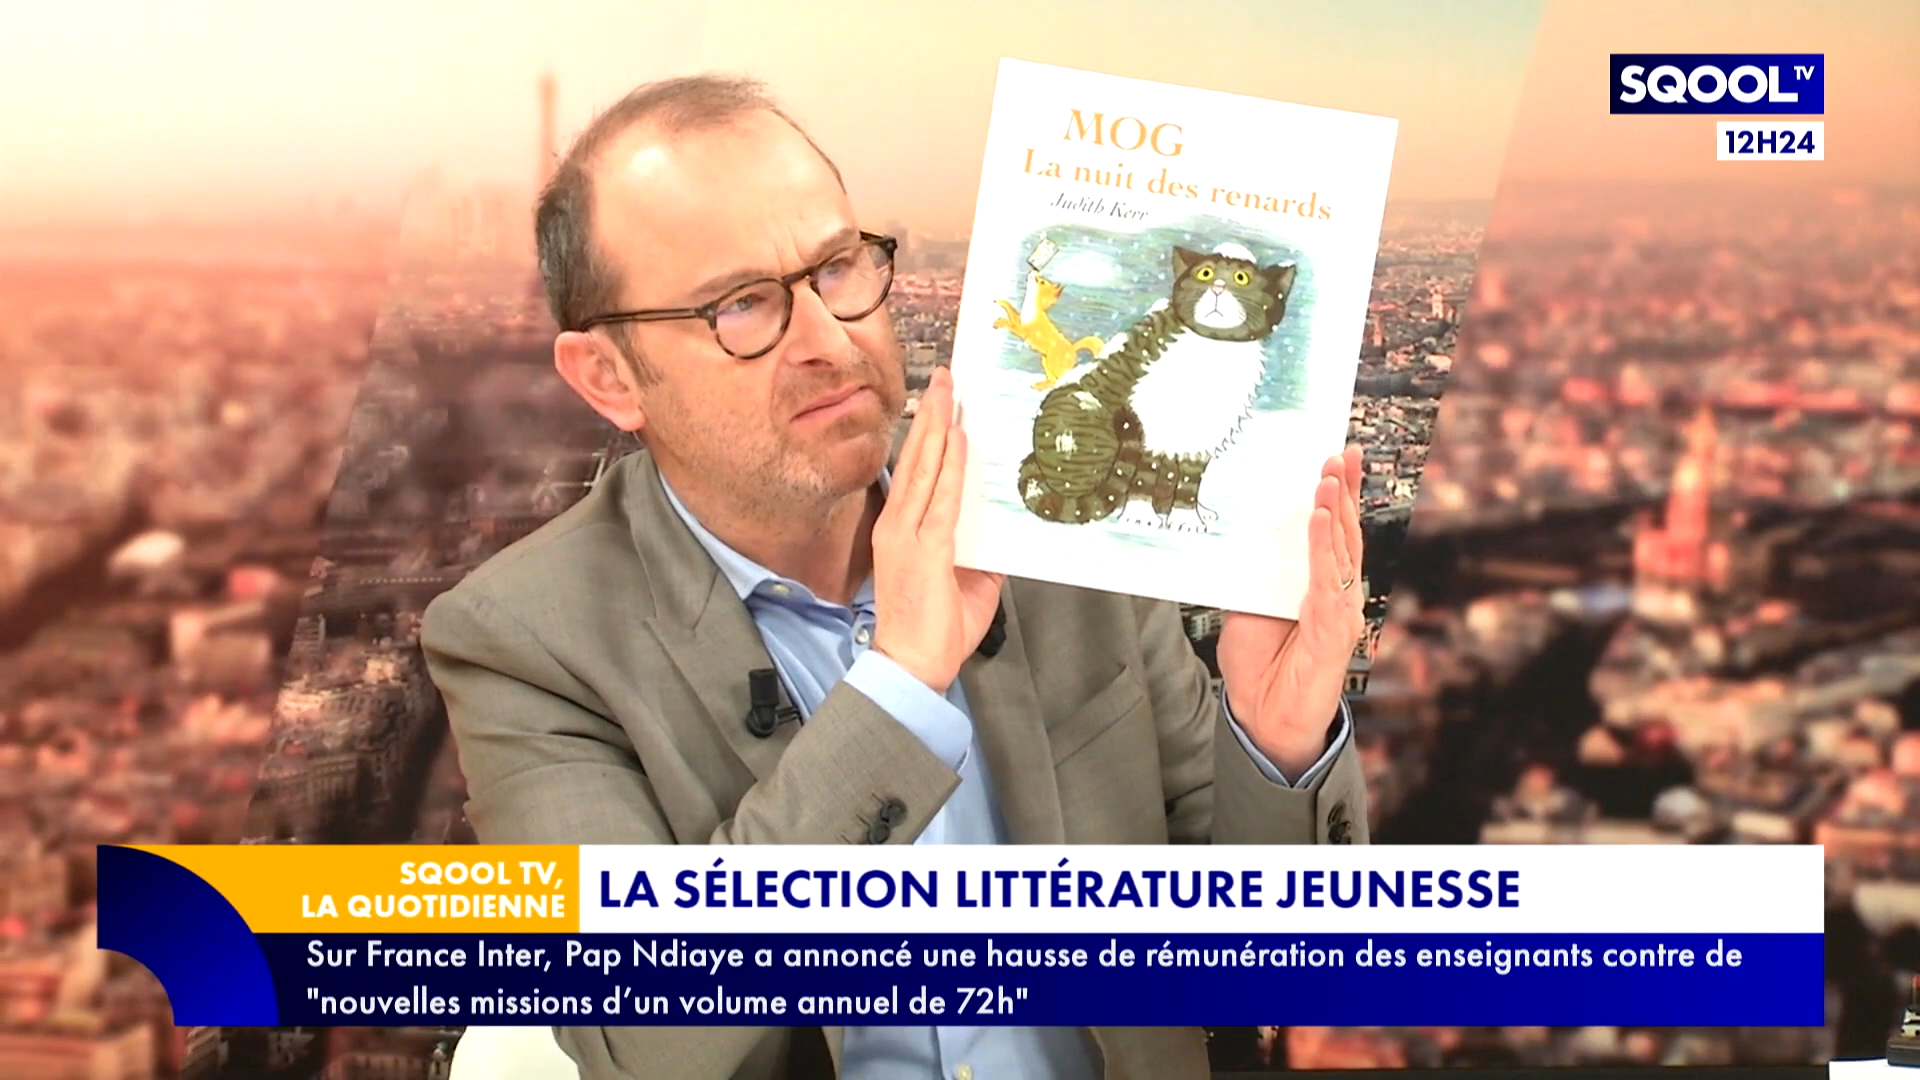 SQOOL TV
12H24
MOG
La nuit des renards
Judith Kerr
SQOOL TV,
LA QUOTIDIENNE
LA SÉLECTION LITTÉRATURE JEUNESSE
Sur France Inter, Pap Ndiaye a annoncé une hausse de rémunération des enseignants contre de
"nouvelles missions d’un volume annuel de 72h"